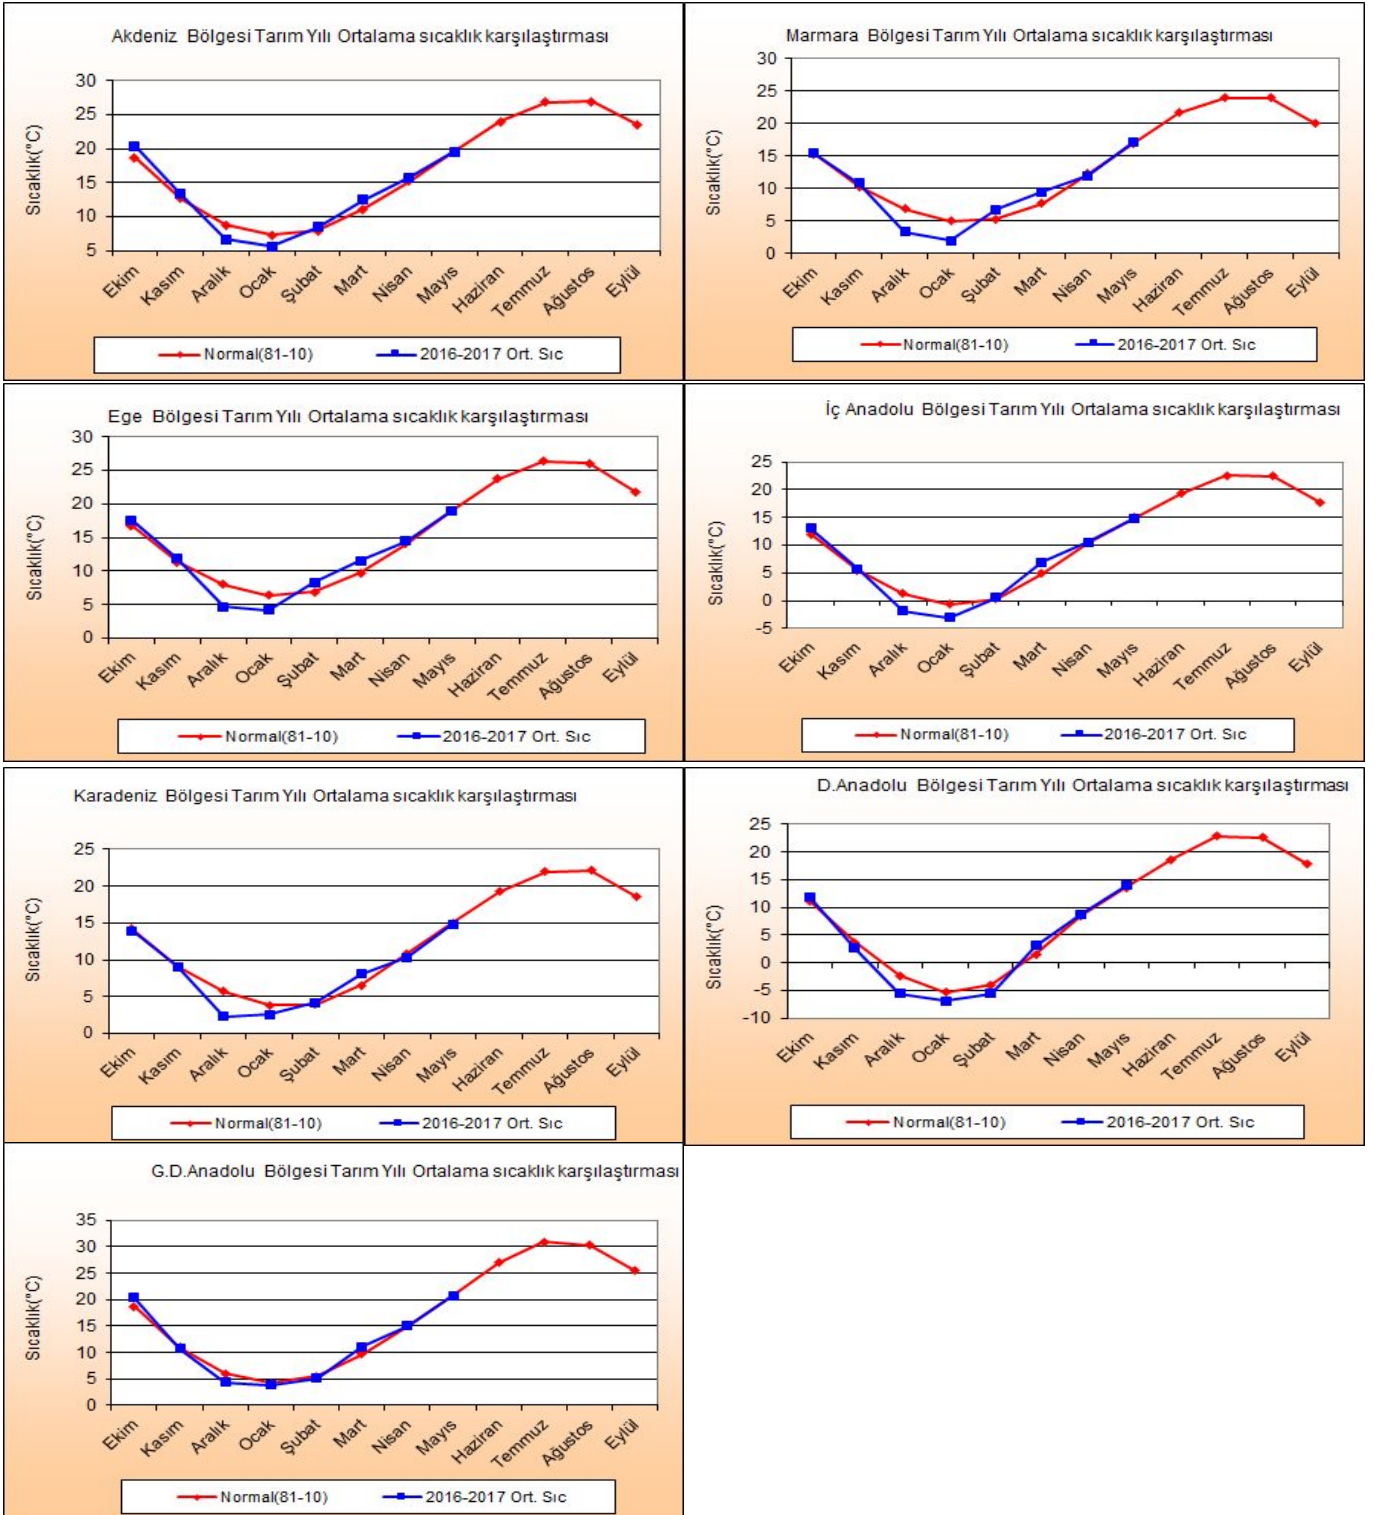 Akdeniz Bölgesi Tarım Yılı Ortalama sıcaklık karşılaştırması
Sıcaklık(°C)
30
25
20
15
10
5
Ekim Kasım Aralık Ocak Şubat Mart Nisan Mayıs Haziran Temmuz Ağustos Eylül
Normal(81-10) 2016-2017 Ort. Sıc
Marmara Bölgesi Tarım Yılı Ortalama sıcaklık karşılaştırması
Sıcaklık(°C)
30
25
20
15
10
5
0
Ekim Kasım Aralık Ocak Şubat Mart Nisan Mayıs Haziran Temmuz Ağustos Eylül
Normal(81-10) 2016-2017 Ort. Sıc
Ege Bölgesi Tarım Yılı Ortalama sıcaklık karşılaştırması
Sıcaklık(°C)
30
25
20
15
10
5
0
Ekim Kasım Aralık Ocak Şubat Mart Nisan Mayıs Haziran Temmuz Ağustos Eylül
Normal(81-10) 2016-2017 Ort. Sıc
İç Anadolu Bölgesi Tarım Yılı Ortalama sıcaklık karşılaştırması
Sıcaklık(°C)
25
20
15
10
5
0
-5
Ekim Kasım Aralık Ocak Şubat Mart Nisan Mayıs Haziran Temmuz Ağustos Eylül
Normal(81-10) 2016-2017 Ort. Sıc
Karadeniz Bölgesi Tarım Yılı Ortalama sıcaklık karşılaştırması
Sıcaklık(°C)
25
20
15
10
5
0
Ekim Kasım Aralık Ocak Şubat Mart Nisan Mayıs Haziran Temmuz Ağustos Eylül
Normal(81-10) 2016-2017 Ort. Sıc
D.Anadolu Bölgesi Tarım Yılı Ortalama sıcaklık karşılaştırması
Sıcaklık(°C)
25
20
15
10
5
0
-5
-10
Ekim Kasım Aralık Ocak Şubat Mart Nisan Mayıs Haziran Temmuz Ağustos Eylül
Normal(81-10) 2016-2017 Ort. Sıc
G.D.Anadolu Bölgesi Tarım Yılı Ortalama sıcaklık karşılaştırması
Sıcaklık(°C)
35
30
25
20
15
10
5
0
Ekim Kasım Aralık Ocak Şubat Mart Nisan Mayıs Haziran Temmuz Ağustos Eylül
Normal(81-10) 2016-2017 Ort. Sıc